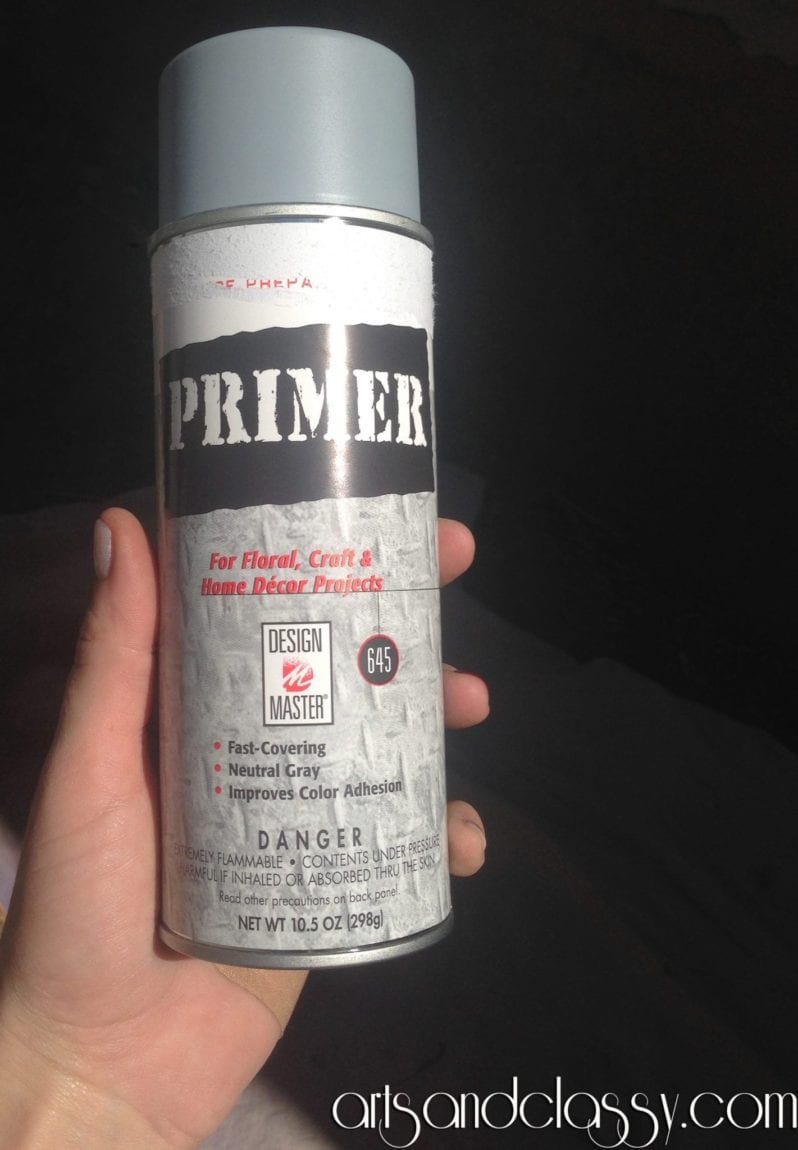 PRIMER
For Floral, Craft &
Home Décor Projects
DESIGN
M
MASTER®
645
• Fast-Covering
• Neutral Gray
• Improves Color Adhesion
DANGER
EXTREMELY FLAMMABLE • CONTENTS UNDER PRESSURE
HARMFUL IF INHALED OR ABSORBED THRU THE SKIN
Read other precautions on back panel.
NET WT 10.5 OZ (298g)
artsandclassy.com